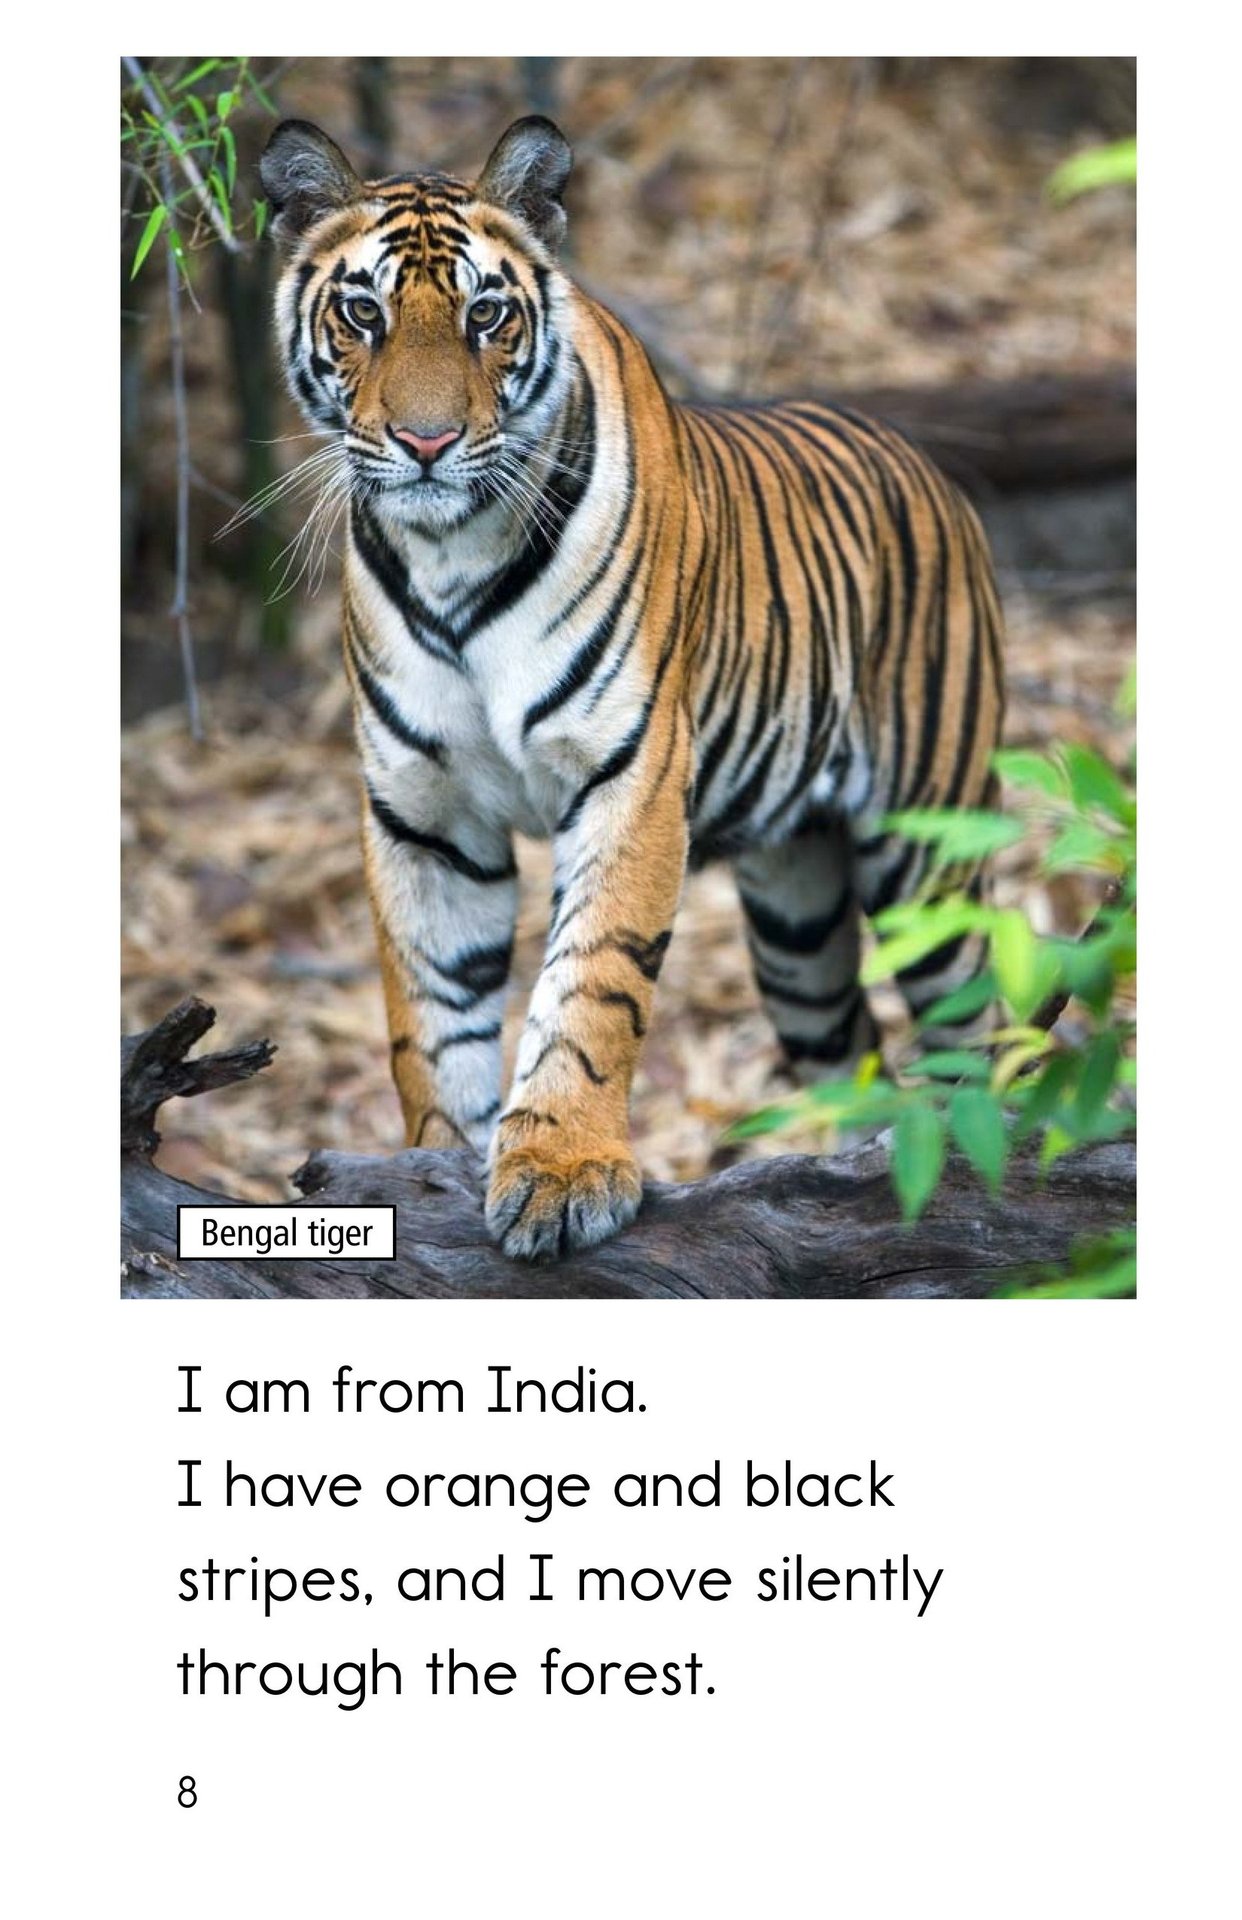 Bengal tiger
I am from India.
I have orange and black
stripes, and I move silently
through the forest.
8